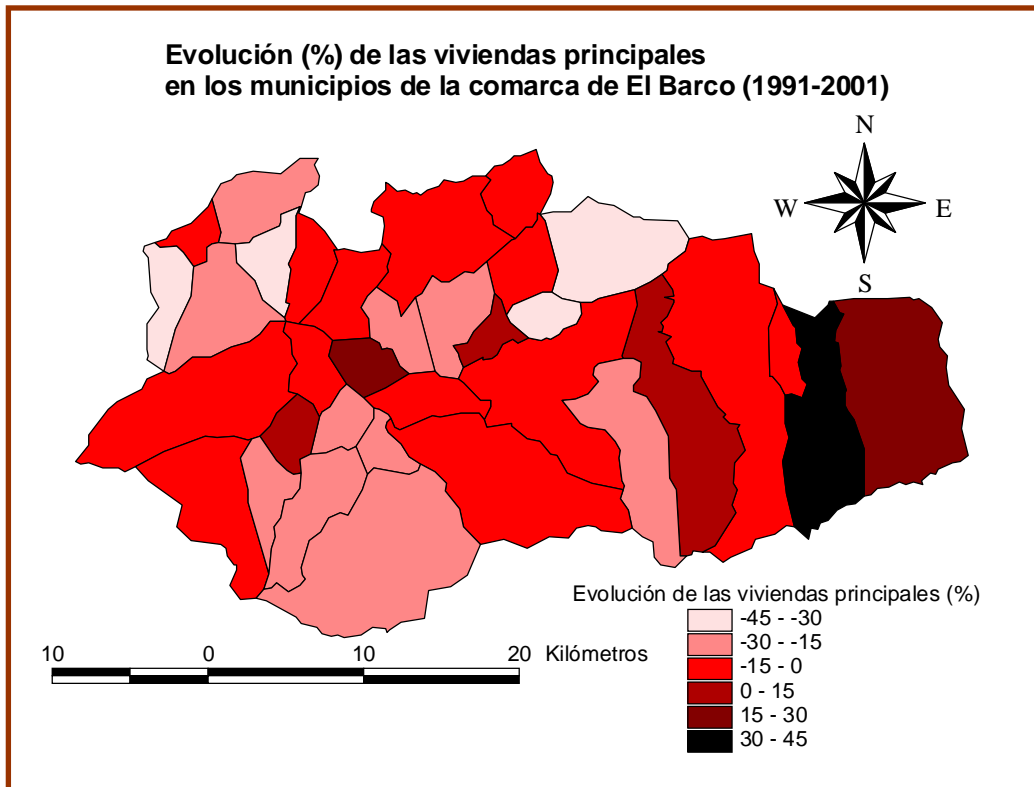 Evolución (%) de las viviendas principales
en los municipios de la comarca de El Barco (1991-2001)
N
W E
S
Evolución de las viviendas principales (%)
-45 - -30
-30 - -15
-15 - 0
0 - 15
15 - 30
30 - 45
10 0 10 20 Kilómetros